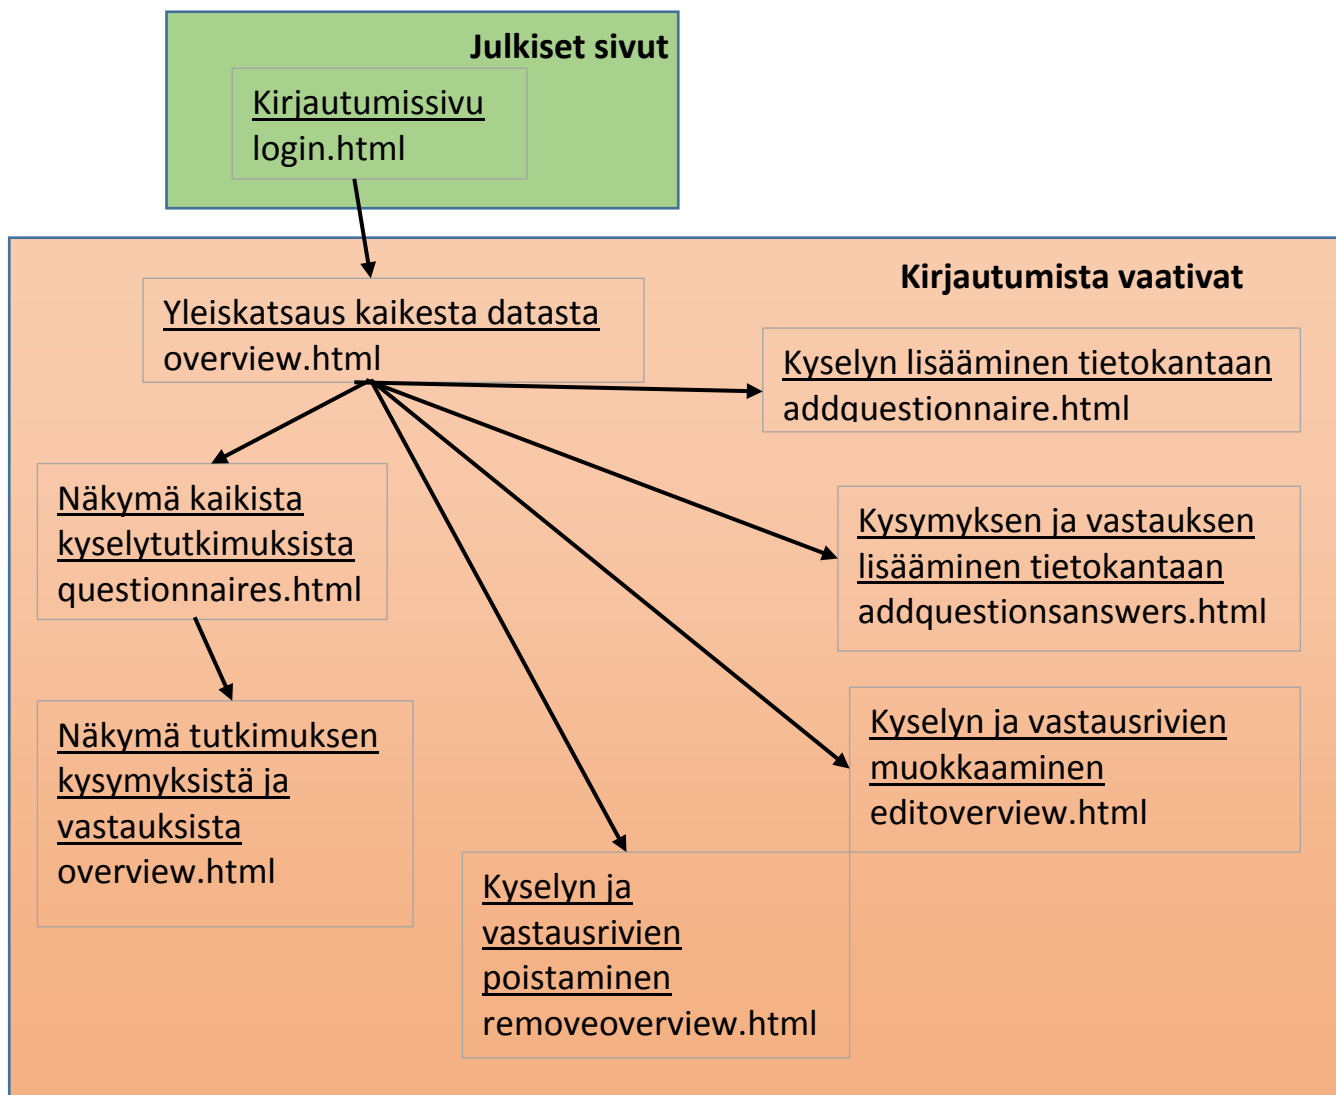 Julkiset sivut
Kirjautumissivu
login.html
Kirjautumista vaativat
Yleiskatsaus kaikesta datasta
overview.html
Kyselyn lisääminen tietokantaan
addquestionnaire.html
Näkymä kaikista
kyselytutkimuksista
questionnaires.html
Kysymyksen ja vastauksen
lisääminen tietokantaan
addquestionsanswers.html
Näkymä tutkimuksen
kysymyksistä ja
vastauksista
overview.html
Kyselyn ja vastausrivien
muokkaaminen
editoverview.html
Kyselyn ja
vastausrivien
poistaminen
removeoverview.html